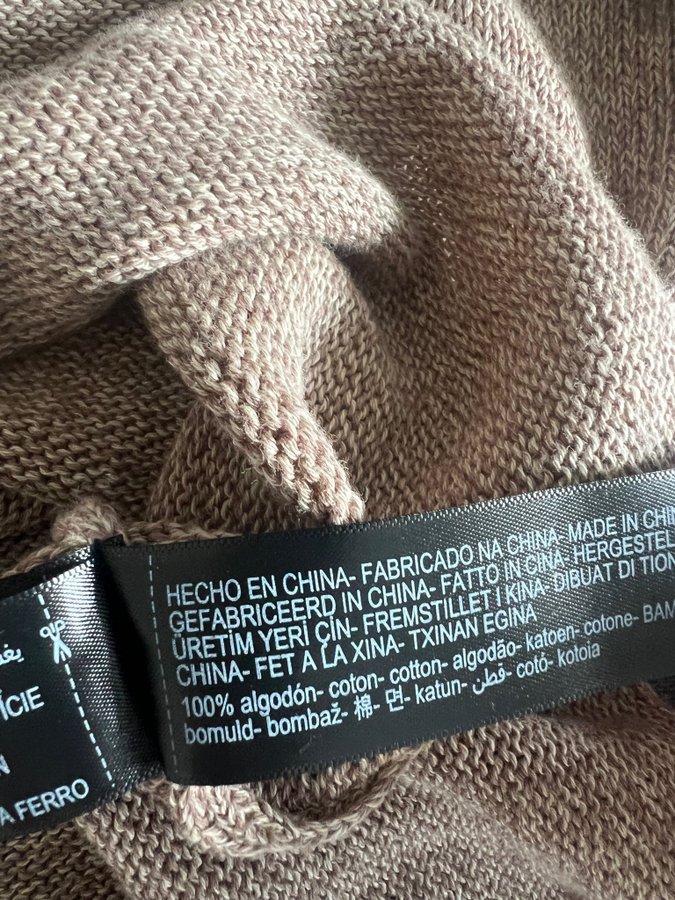 HECHO EN CHINA- FABRICADO NA CHINA- MADE IN CHIN
GEFABRICEERD IN CHINA- FATTO IN CINA- HERGESTEL
ÜRETİM YERİ ÇİN- FREMSTILLET I KINA- DIBUAT DI TION
CHINA- FET A LA XINA- TXINAN EGINA
100% algodón- coton- cotton- algodão- katoen- cotone- BAM
bomuld- bombaž- 棉- 면- katun- قطن- cotó- kotoia
ÍCIE
N
A FERRO